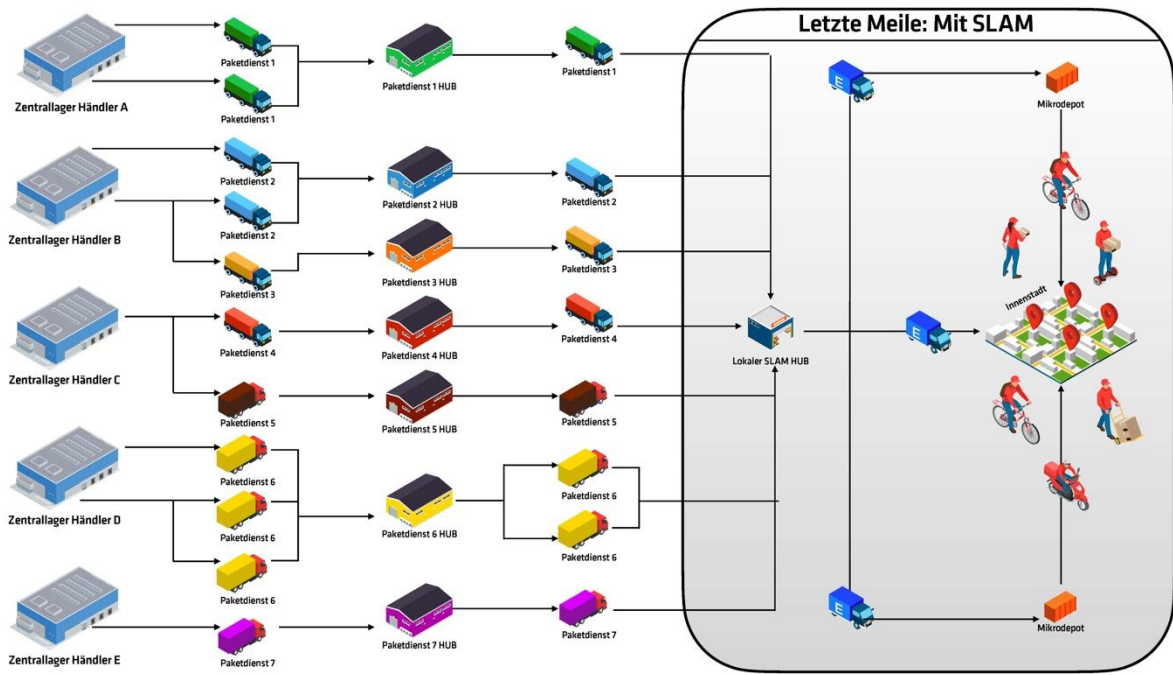 Letzte Meile: Mit SLAM
Zentrallager Händler A
Paketdienst 1
Paketdienst 1
Paketdienst 1 HUB
Paketdienst 1
Zentrallager Händler B
Paketdienst 2
Paketdienst 2
Paketdienst 2 HUB
Paketdienst 2
Paketdienst 3
Paketdienst 3 HUB
Paketdienst 3
Zentrallager Händler C
Paketdienst 4
Paketdienst 4 HUB
Paketdienst 4
Paketdienst 5
Paketdienst 5 HUB
Paketdienst 5
Zentrallager Händler D
Paketdienst 6
Paketdienst 6
Paketdienst 6
Paketdienst 6 HUB
Paketdienst 6
Paketdienst 6
Zentrallager Händler E
Paketdienst 7
Paketdienst 7 HUB
Paketdienst 7
Lokaler SLAM HUB
E
Mikrodepot
E
Innenstadt
E
Mikrodepot